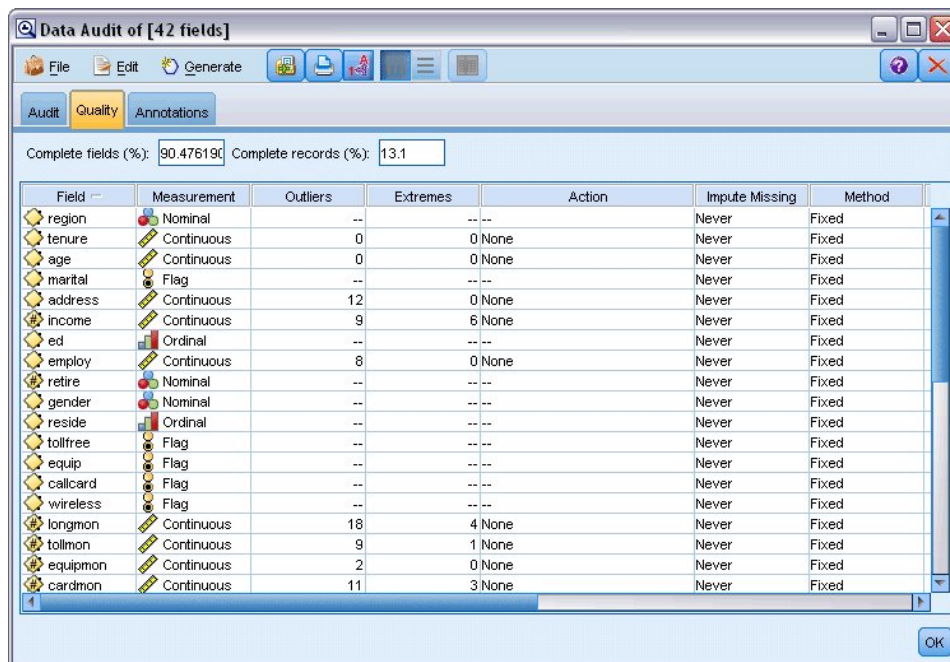 Data Audit of [42 fields]
File Edit Generate
Audit Quality Annotations
Complete fields (%): 90.476190 Complete records (%): 13.1
Field Measurement Outliers Extremes Action Impute Missing Method
region Nominal -- -- -- Never Fixed
tenure Continuous 0 0 None Never Fixed
age Continuous 0 0 None Never Fixed
marital Flag -- -- -- Never Fixed
address Continuous 12 0 None Never Fixed
income Continuous 9 6 None Never Fixed
ed Ordinal -- -- -- Never Fixed
employ Continuous 8 0 None Never Fixed
retire Nominal -- -- -- Never Fixed
gender Nominal -- -- -- Never Fixed
reside Ordinal -- -- -- Never Fixed
tollfree Flag -- -- -- Never Fixed
equip Flag -- -- -- Never Fixed
callcard Flag -- -- -- Never Fixed
wireless Flag -- -- -- Never Fixed
longmon Continuous 18 4 None Never Fixed
tollmon Continuous 9 1 None Never Fixed
equipmon Continuous 2 0 None Never Fixed
cardmon Continuous 11 3 None Never Fixed
OK